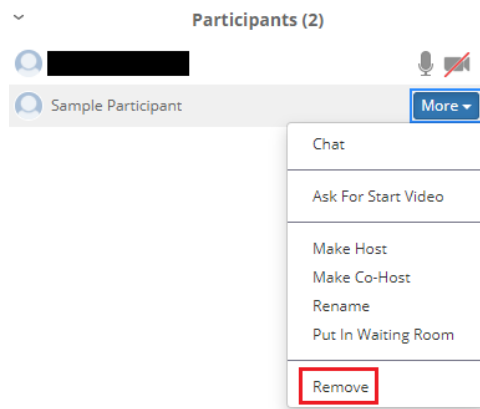 Participants (2)
Sample Participant
More
Chat
Ask For Start Video
Make Host
Make Co-Host
Rename
Put In Waiting Room
Remove